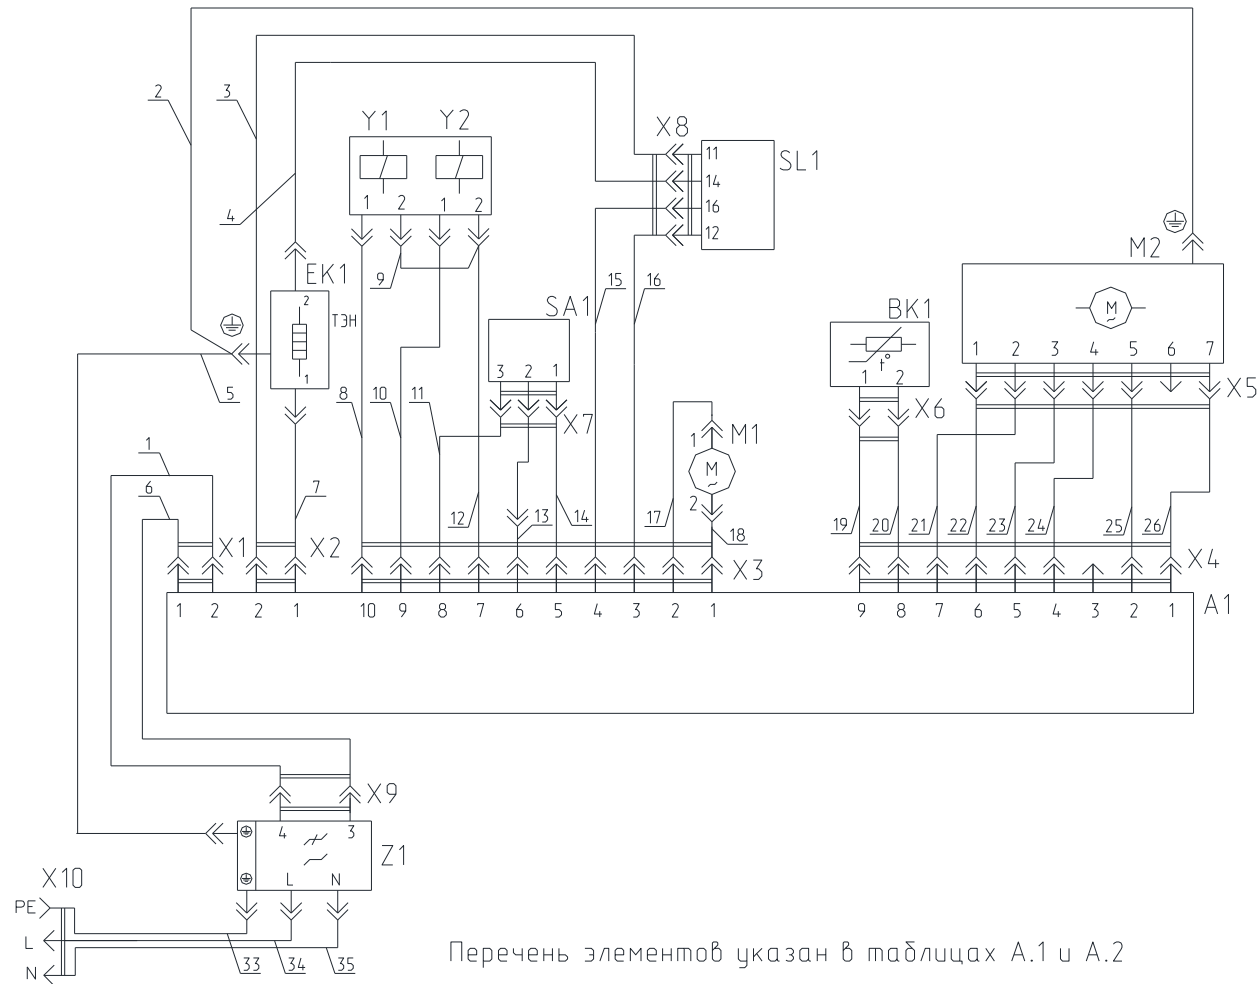 2 3 Y1 Y2 X8
11 SL1
14
16
12
1 2 1 2
4
9
EK1
2
ТЭН
1
15 16
M2
M
~
SA1
BK1
t°
1 2
1 2 3 4 5 6 7
3 2 1
5 8 10 11
X7 X6 X5
1 M1
M
~
2
1
6 7
12 13 14 17 18
19 20 21 22 23 24 25 26
X1 X2 X3 X4
1 2 2 1 10 9 8 7 6 5 4 3 2 1 9 8 7 6 5 4 3 2 1 A1
X9
4 3
Z1
L N
X10
PE
L
N
33 34 35
Перечень элементов указан в таблицах А.1 и А.2